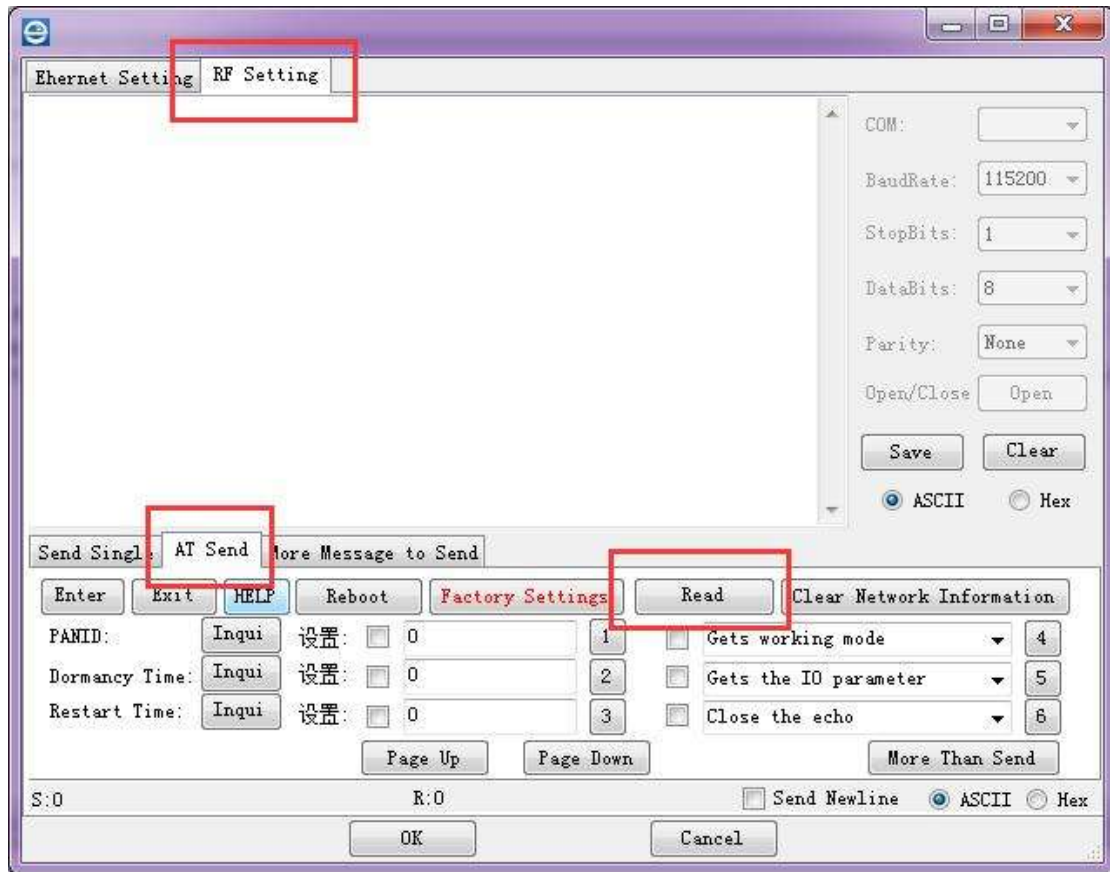 Ehernet Setting RF Setting
COM:
BaudRate: 115200
StopBits: 1
DataBits: 8
Parity: None
Open/Close Open
Save Clear
ASCII Hex
Send Single AT Send More Message to Send
Enter Exit HELP Reboot Factory Settings Read Clear Network Information
PANID: Inqui 设置: 0 1 Gets working mode 4
Dormancy Time: Inqui 设置: 0 2 Gets the IO parameter 5
Restart Time: Inqui 设置: 0 3 Close the echo 6
Page Up Page Down More Than Send
S:0 R:0 Send Newline ASCII Hex
OK Cancel